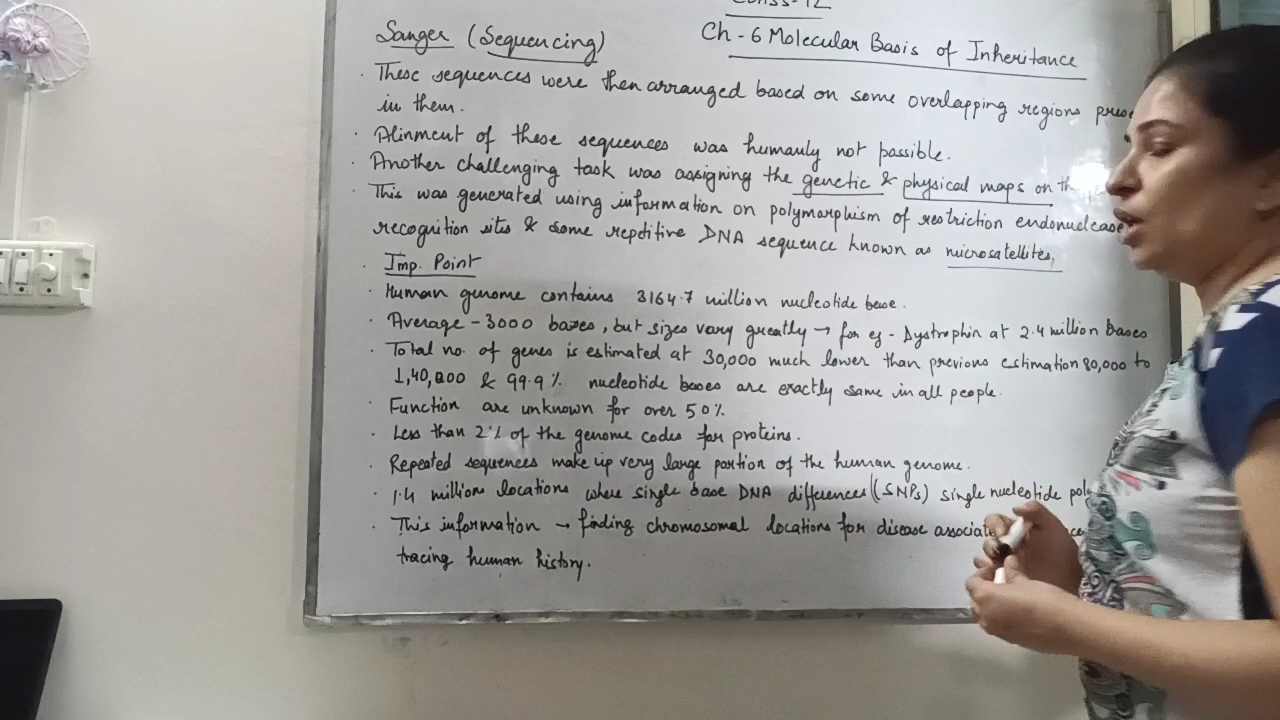 Class-12
Sanger (Sequencing)
Ch - 6 Molecular Basis of Inheritance
· These sequences were then arranged based on some overlapping regions
in them.
· Alinment of these sequences was humanly not possible.
· Another challenging task was assigning the genetic & physical maps on
· This was generated using information on polymorphism of restriction endonuclease
recognition sites & some repetitive DNA sequence known as microsatellites,
· Imp. Point
· Human genome contains 3164.7 million nucleotide base.
· Average - 3000 bases, but sizes vary greatly → for eg - Dystrophin at 2.4 million bases
· Total no. of genes is estimated at 30,000 much lower than previous estimation 80,000 to
1,40,000 & 99.9% nucleotide bases are exactly same in all people.
· Function are unknown for over 50%
· Less than 2% of the genome codes for proteins.
· Repeated sequences make up very large portion of the human genome.
· 1.4 millions locations where single base DNA differences (SNPs) single nucleotide
· This information → finding chromosomal locations for disease
tracing human history.